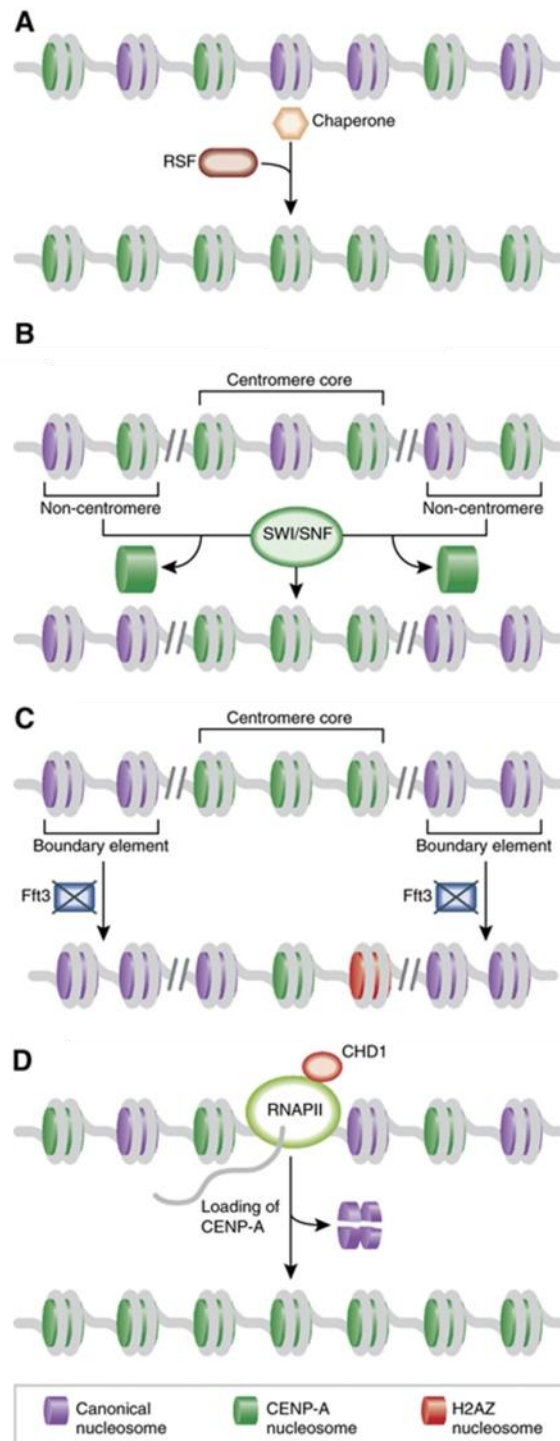 A
Chaperone
RSF
B
Centromere core
Non-centromere
Non-centromere
SWI/SNF
C
Centromere core
Boundary element
Boundary element
Fft3
Fft3
D
CHD1
RNAPII
Loading of
CENP-A
Canonical
nucleosome
CENP-A
nucleosome
H2AZ
nucleosome